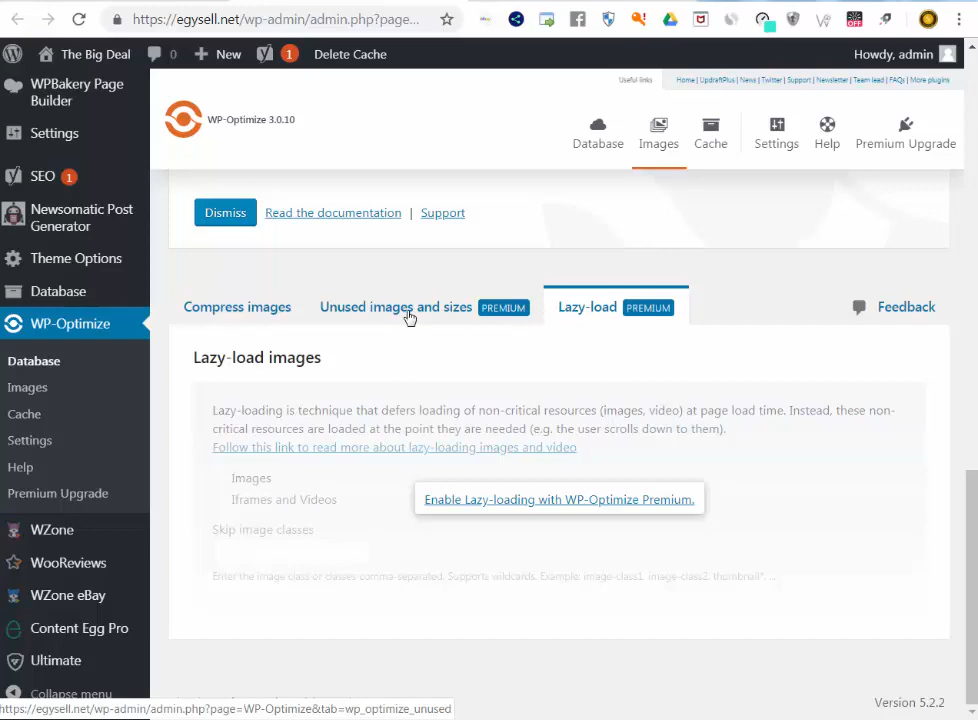 https://egysell.net/wp-admin/admin.php?page...
OFF
The Big Deal
0
New
1
Delete Cache
Howdy, admin
WPBakery Page
Builder
Settings
SEO 1
Newsomatic Post
Generator
Theme Options
Database
WP-Optimize
Database
Images
Cache
Settings
Help
Premium Upgrade
WZone
WooReviews
WZone eBay
Content Egg Pro
Ultimate
Collapse menu
Useful links
Home | UpdraftPlus | News | Twitter | Support | Newsletter | Team lead | FAQs | More plugins
WP-Optimize 3.0.10
Database
Images
Cache
Settings
Help
Premium Upgrade
Dismiss
Read the documentation | Support
Compress images
Unused images and sizes PREMIUM
Lazy-load PREMIUM
Feedback
Lazy-load images
Lazy-loading is technique that defers loading of non-critical resources (images, video) at page load time. Instead, these non-
critical resources are loaded at the point they are needed (e.g. the user scrolls down to them).
Follow this link to read more about lazy-loading images and video
Images
Iframes and Videos
Enable Lazy-loading with WP-Optimize Premium.
Skip image classes
Enter the image class or classes comma-separated. Supports wildcards. Example: image-class1, image-class2, thumbnail*, ...
Version 5.2.2
https://egysell.net/wp-admin/admin.php?page=WP-Optimize&tab=wp_optimize_unused